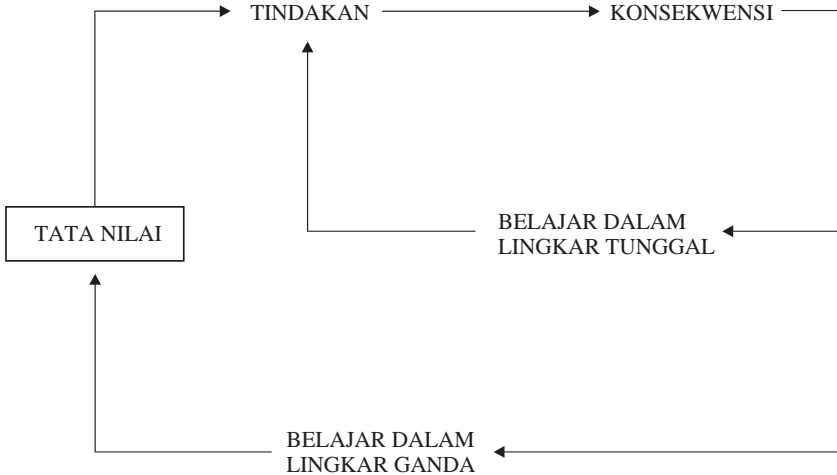 TINDAKAN
KONSEKWENSI
TATA NILAI
BELAJAR DALAM
LINGKAR TUNGGAL
BELAJAR DALAM
LINGKAR GANDA